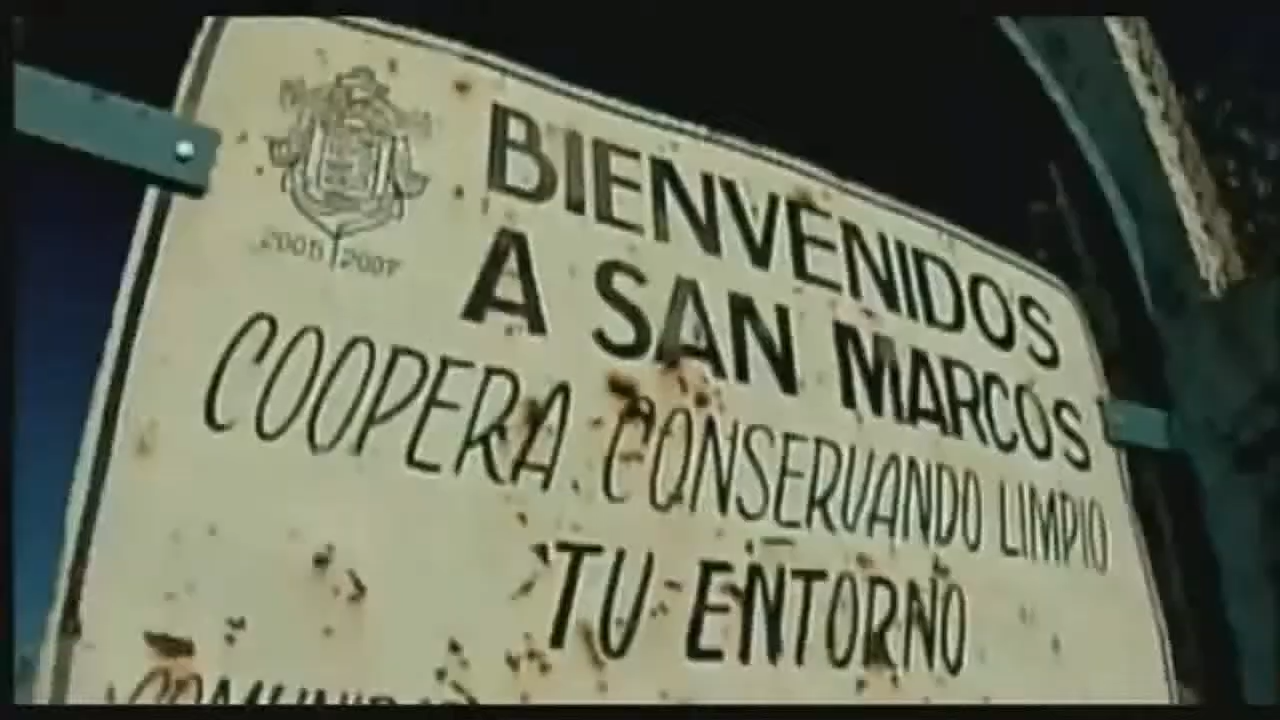 2005 2007
BIENVENIDOS
A SAN MARCOS
COOPERA CONSERVANDO LIMPIO
TU ENTORNO